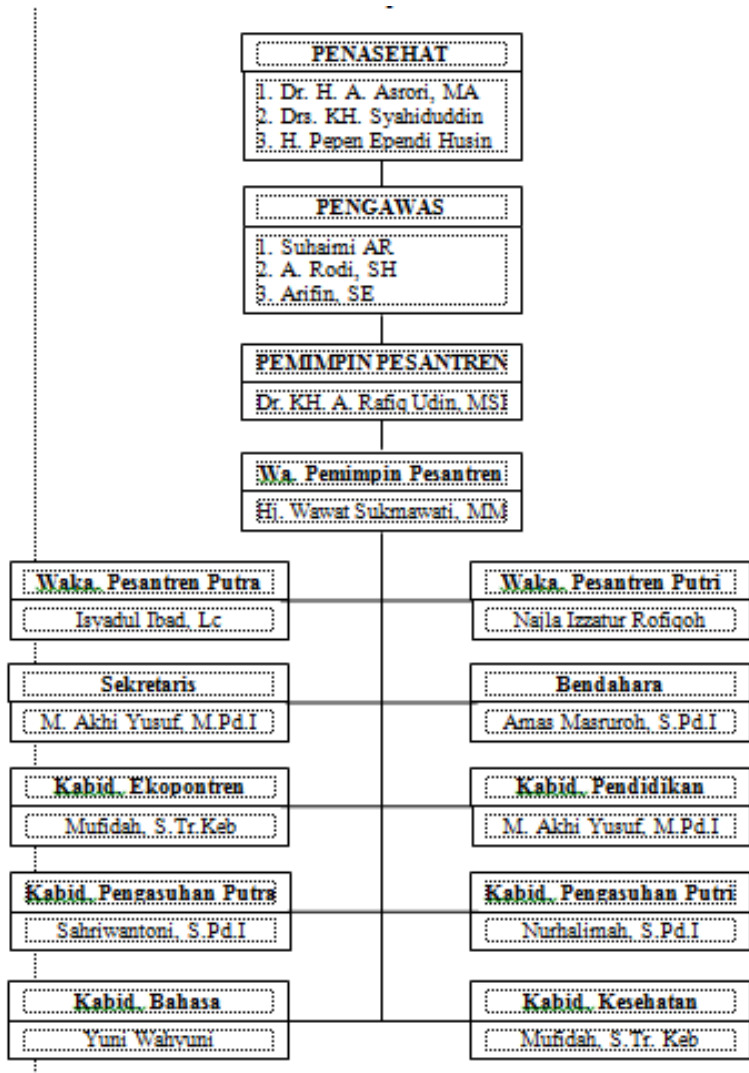 PENASEHAT
1. Dr. H. A. Asrori, MA
2. Drs. KH. Syahiduddin
3. H. Pepen Ependi Husin
PENGAWAS
1. Suhaimi AR
2. A. Rodi, SH
3. Arifin, SE
PEMIMPIN PESANTREN
Dr. KH. A. Rafiq Udin, MSI
Wa. Pemimpin Pesantren
Hj. Wawat Sukmawati, MM
Waka. Pesantren Putra
Isyadul Ibad, Lc
Waka. Pesantren Putri
Najla Izzatur Rofiqoh
Sekretaris
M. Akhi Yusuf, M.Pd.I
Bendahara
Amas Masruroh, S.Pd.I
Kabid. Ekopontren
Mufidah, S.Tr.Keb
Kabid. Pendidikan
M. Akhi Yusuf, M.Pd.I
Kabid. Pengasuhan Putra
Sahriwantoni, S.Pd.I
Kabid. Pengasuhan Putri
Nurhalimah, S.Pd.I
Kabid. Bahasa
Yuni Wahyuni
Kabid. Kesehatan
Mufidah, S.Tr. Keb